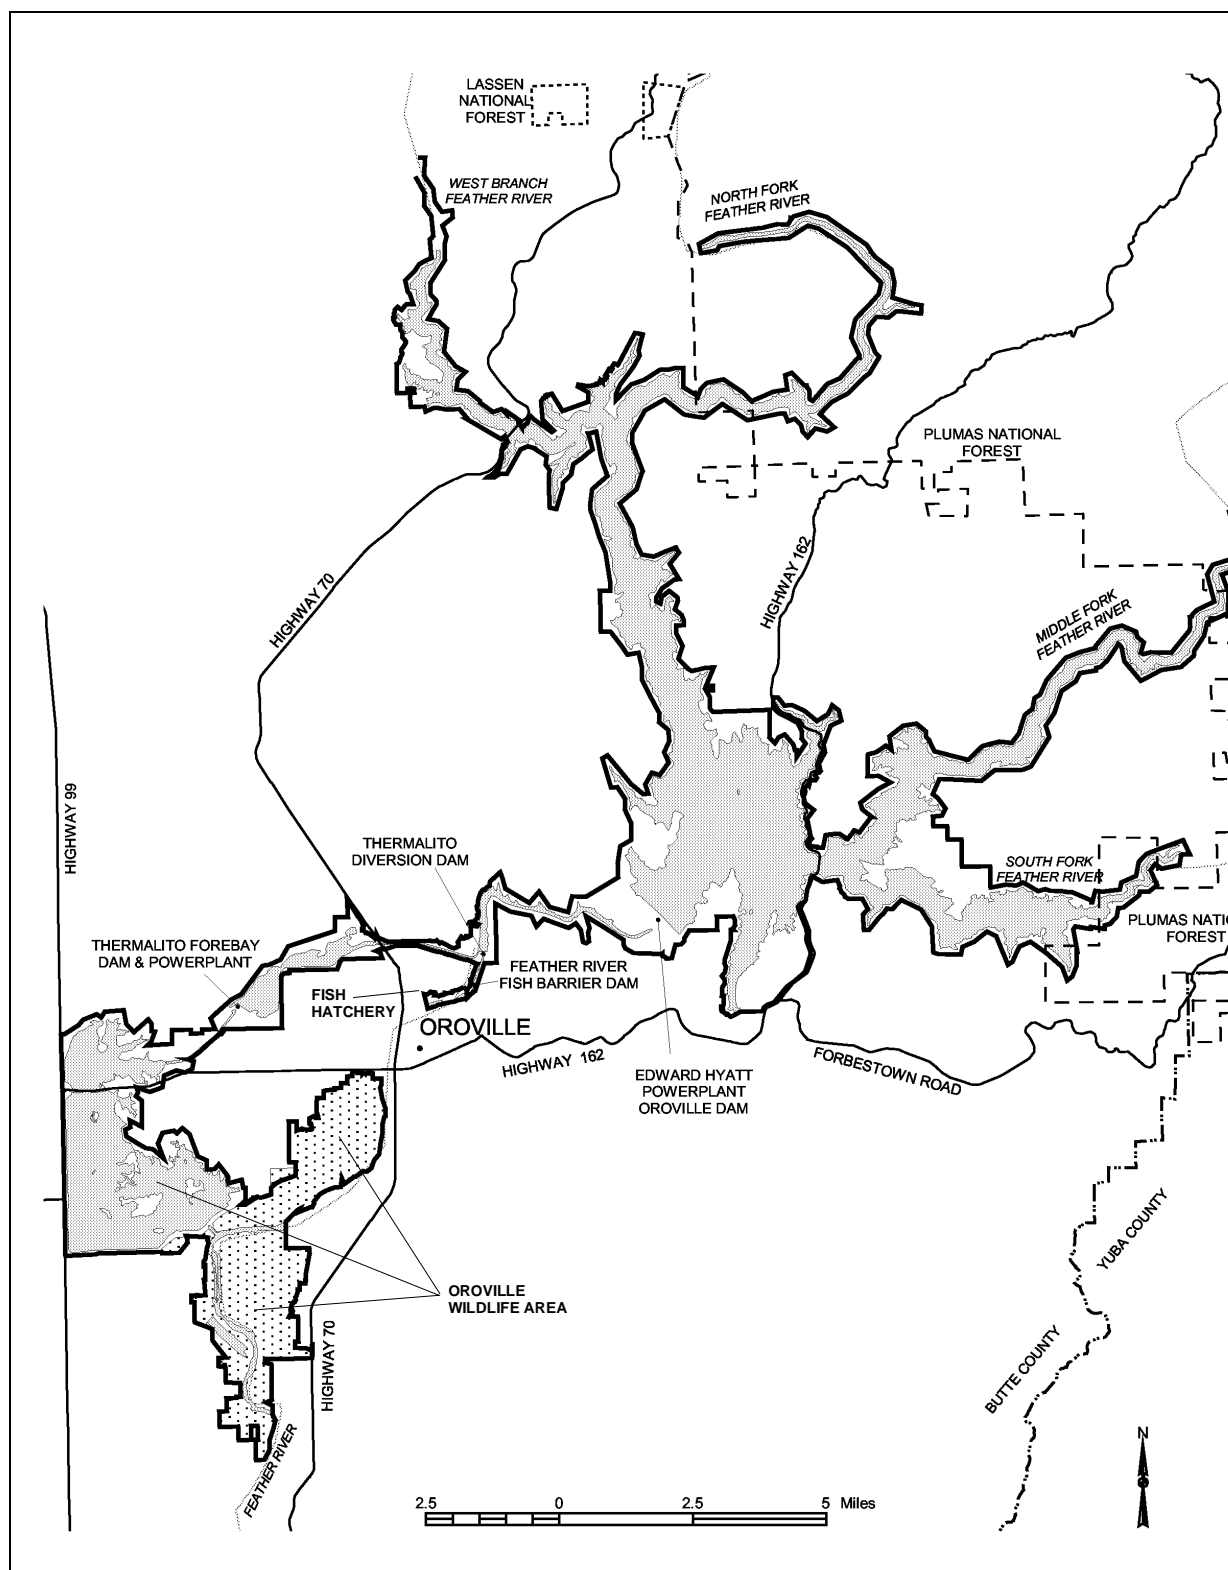 LASSEN
NATIONAL
FOREST
WEST BRANCH
FEATHER RIVER
NORTH FORK
FEATHER RIVER
PLUMAS NATIONAL
FOREST
HIGHWAY 70
HIGHWAY 162
MIDDLE FORK
FEATHER RIVER
HIGHWAY 99
THERMALITO
DIVERSION DAM
SOUTH FORK
FEATHER RIVER
PLUMAS NATIO
FOREST
THERMALITO FOREBAY
DAM & POWERPLANT
FEATHER RIVER
FISH BARRIER DAM
FISH
HATCHERY
OROVILLE
HIGHWAY 162
FORBESTOWN ROAD
EDWARD HYATT
POWERPLANT
OROVILLE DAM
YUBA COUNTY
OROVILLE
WILDLIFE AREA
HIGHWAY 70
BUTTE COUNTY
FEATHER RIVER
N
2.5 0 2.5 5 Miles